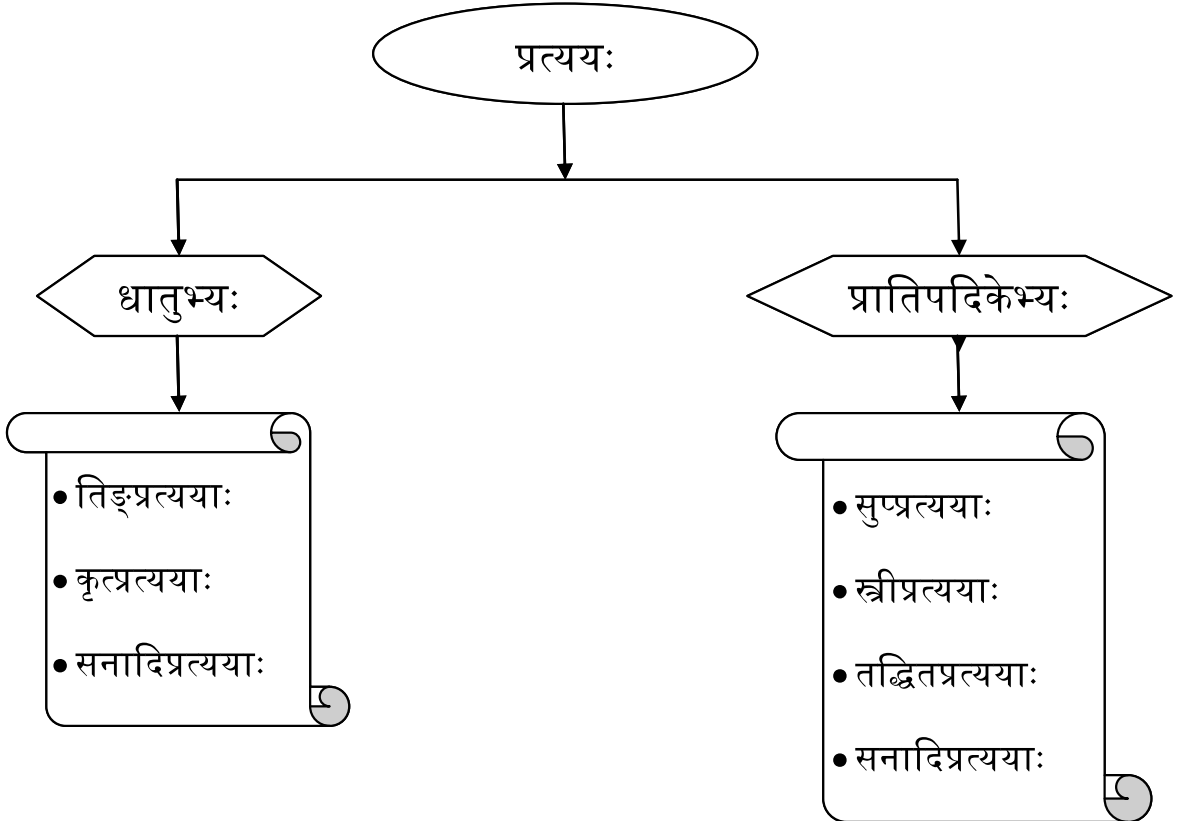 प्रत्ययः
धातुभ्यः
प्रातिपदिकेभ्यः
• तिङ्प्रत्ययाः
• कृत्प्रत्ययाः
• सनादिप्रत्ययाः
• सुप्प्रत्ययाः
• स्त्रीप्रत्ययाः
• तद्धितप्रत्ययाः
• सनादिप्रत्ययाः